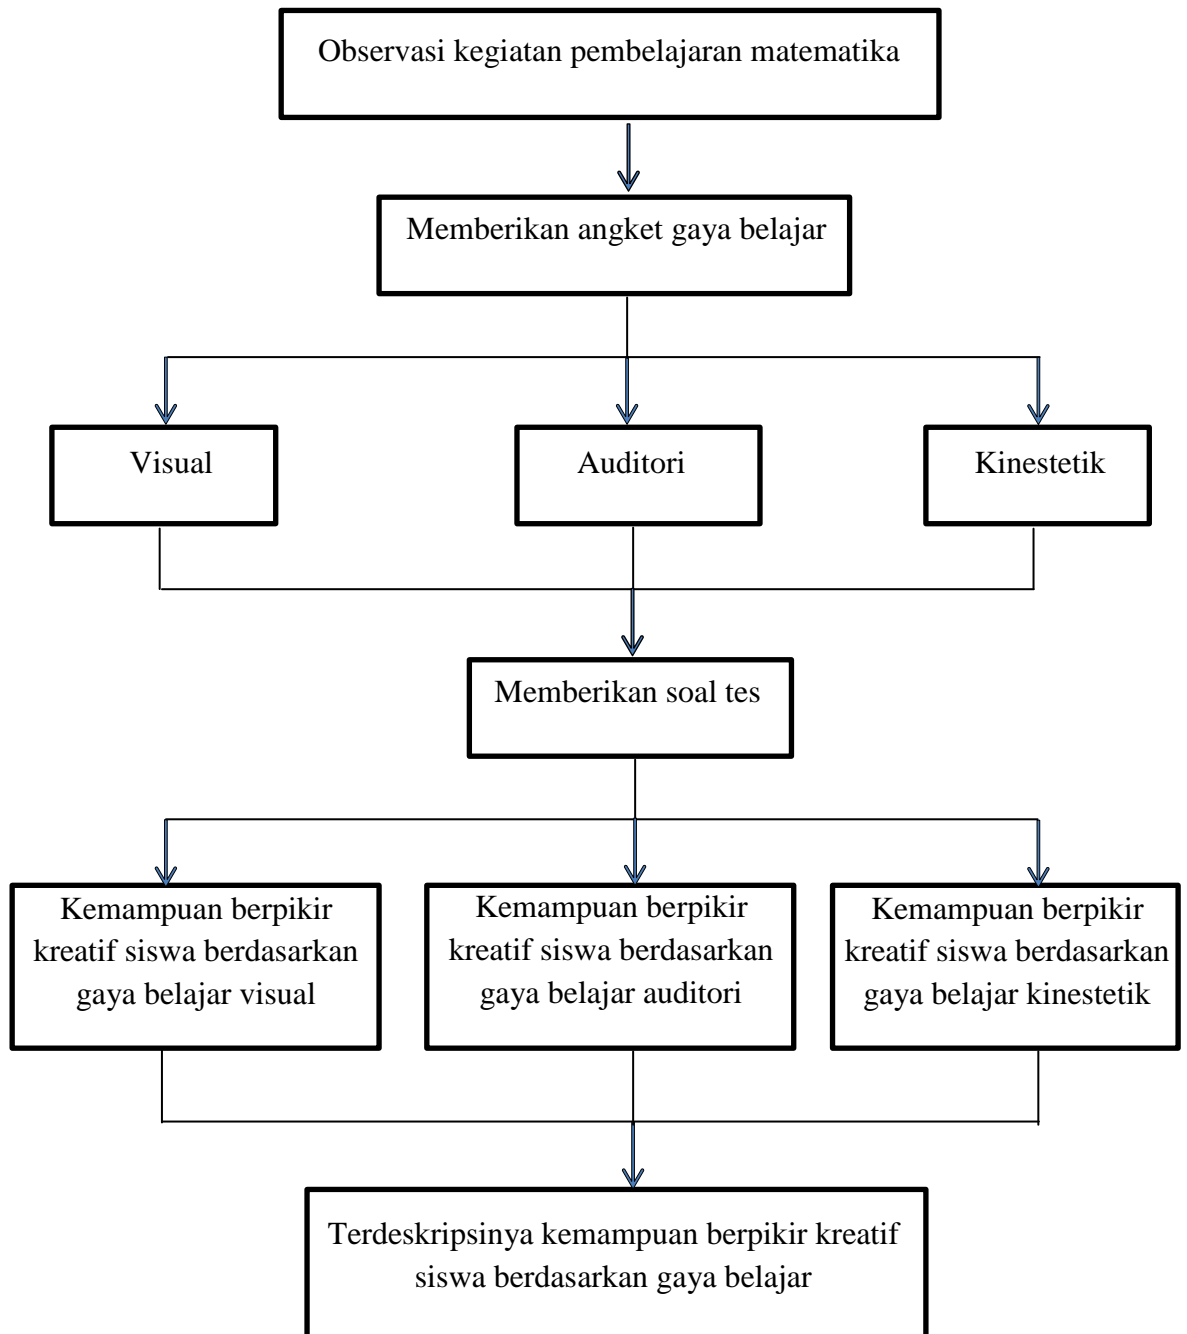 Observasi kegiatan pembelajaran matematika
Memberikan angket gaya belajar
Visual
Auditori
Kinestetik
Memberikan soal tes
Kemampuan berpikir
kreatif siswa berdasarkan
gaya belajar visual
Kemampuan berpikir
kreatif siswa berdasarkan
gaya belajar auditori
Kemampuan berpikir
kreatif siswa berdasarkan
gaya belajar kinestetik
Terdeskripsinya kemampuan berpikir kreatif
siswa berdasarkan gaya belajar